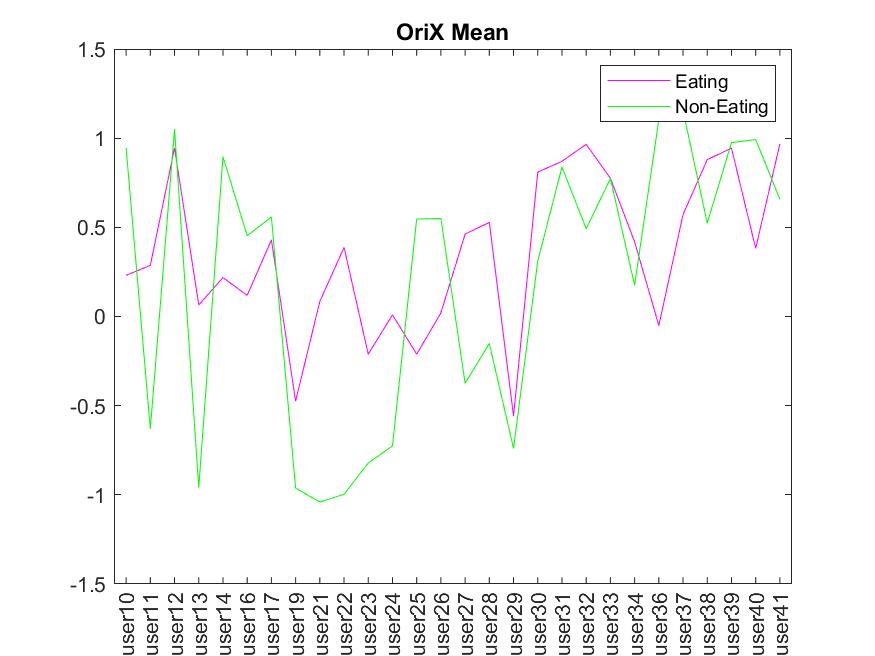 OriX Mean
1.5
1
0.5
0
-0.5
-1
-1.5
Eating
Non-Eating
user10
user11
user12
user13
user14
user16
user17
user19
user21
user22
user23
user24
user25
user26
user27
user28
user29
user30
user31
user32
user33
user34
user36
user37
user38
user39
user40
user41